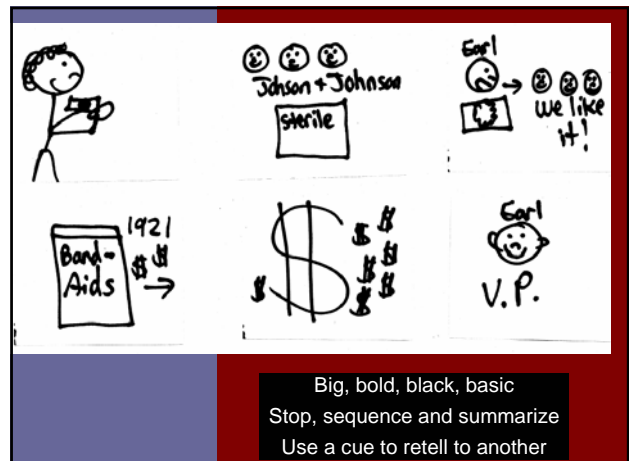 Johson + Johnson
sterile
Earl
we like
it!
1921
Band-
Aids
$ $
$
$
$
$
$
$
$
$
Earl
V.P.
Big, bold, black, basic
Stop, sequence and summarize
Use a cue to retell to another